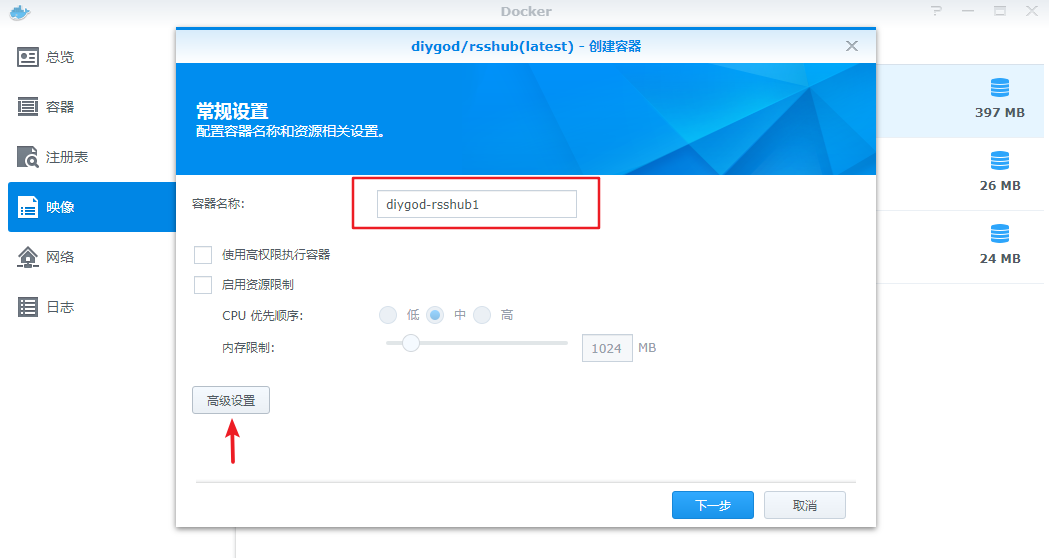 Docker
总览
容器
注册表
映像
网络
日志
diygod/rsshub(latest) - 创建容器
常规设置
配置容器名称和资源相关设置。
容器名称:
diygod-rsshub1
使用高权限执行容器
启用资源限制
CPU 优先顺序:
低 中 高
内存限制:
1024 MB
高级设置
下一步 取消
397 MB
26 MB
24 MB